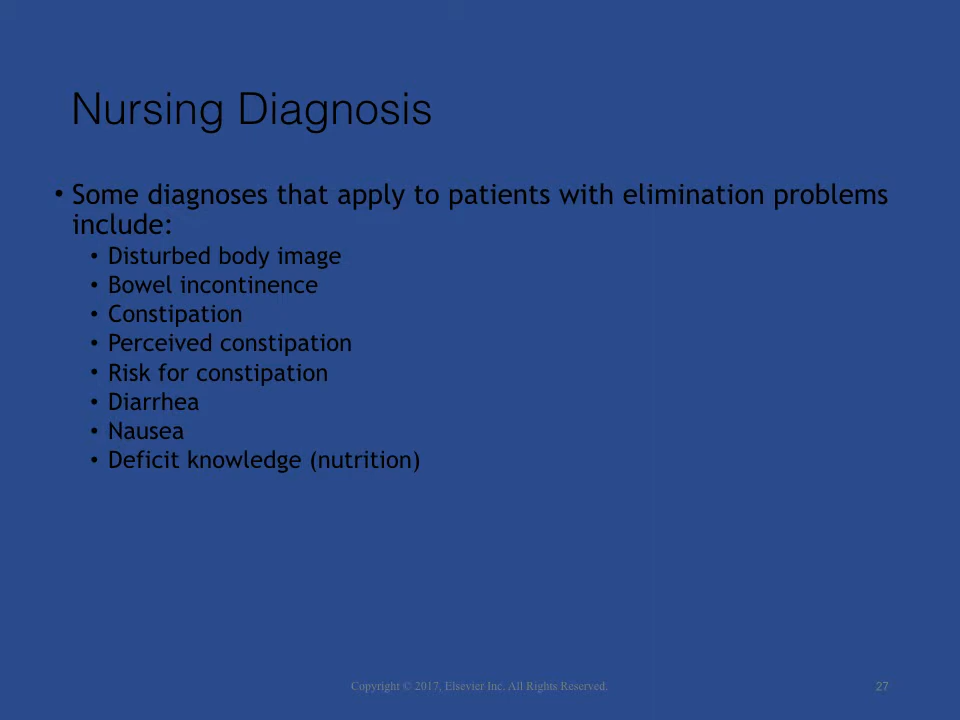 Nursing Diagnosis
• Some diagnoses that apply to patients with elimination problems
include:
• Disturbed body image
• Bowel incontinence
• Constipation
• Perceived constipation
• Risk for constipation
• Diarrhea
• Nausea
• Deficit knowledge (nutrition)
Copyright © 2017, Elsevier Inc. All Rights Reserved.
27